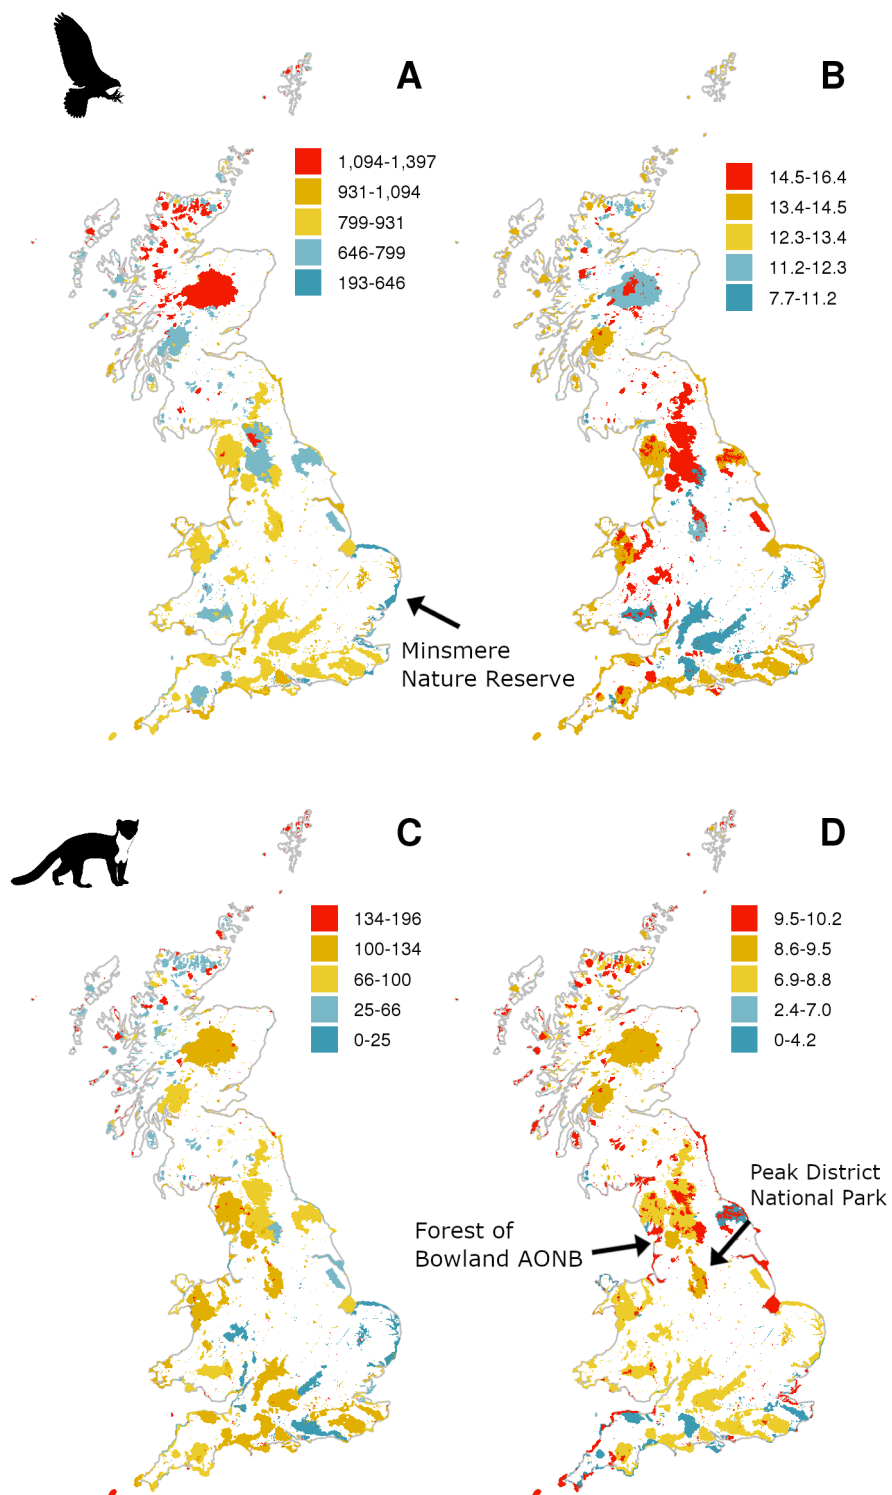 A
B
1,094-1,397
931-1,094
799-931
646-799
193-646
14.5-16.4
13.4-14.5
12.3-13.4
11.2-12.3
7.7-11.2
Minsmere
Nature Reserve
C
D
134-196
100-134
66-100
25-66
0-25
9.5-10.2
8.6-9.5
6.9-8.8
2.4-7.0
0-4.2
Peak District
National Park
Forest of
Bowland AONB